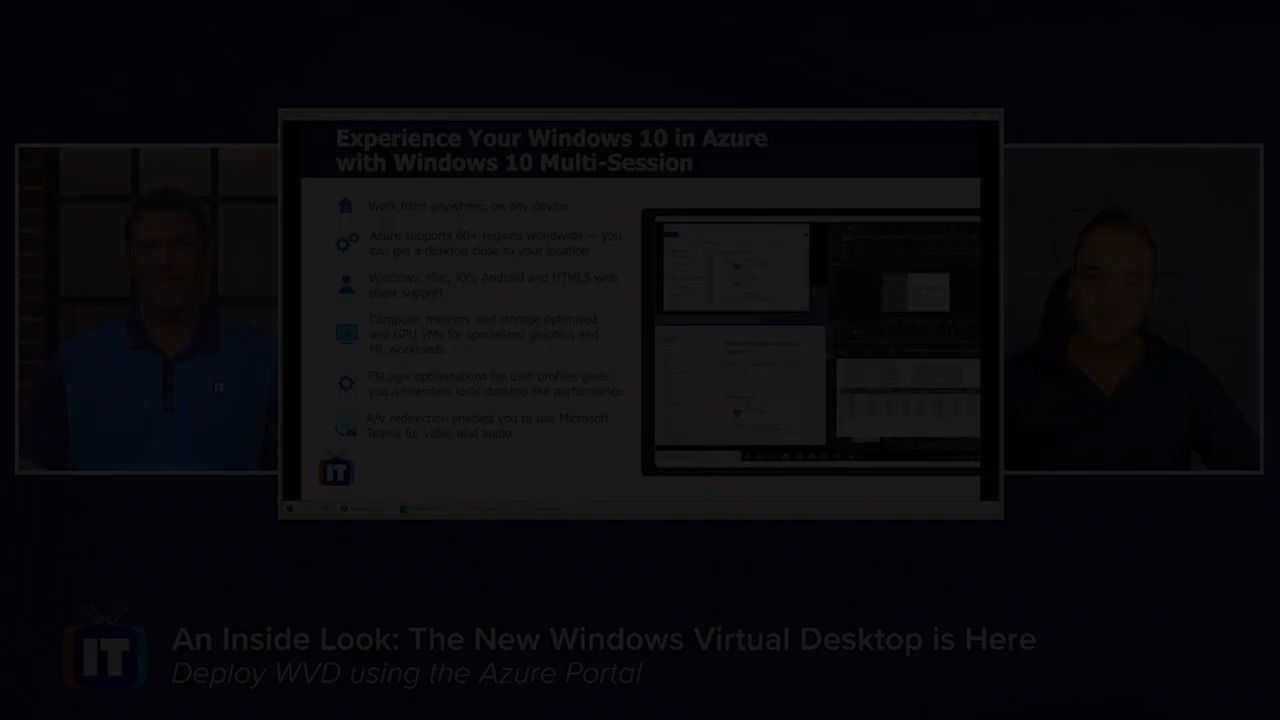 Experience Your Windows 10 in Azure
with Windows 10 Multi-Session
Work from anywhere, on any device
Azure supports 60+ regions worldwide — you
can get a desktop close to your location
Windows, Mac, iOS, Android and HTML5 web
client support
Compute, memory and storage optimized
and GPU VMs for specialized graphics and
ML workloads
FSLogix optimizations for user profiles gives
you a seamless local desktop like performance
A/V redirection enables you to use Microsoft
Teams for video and audio
IT
IT
IT
An Inside Look: The New Windows Virtual Desktop is Here
Deploy WVD using the Azure Portal